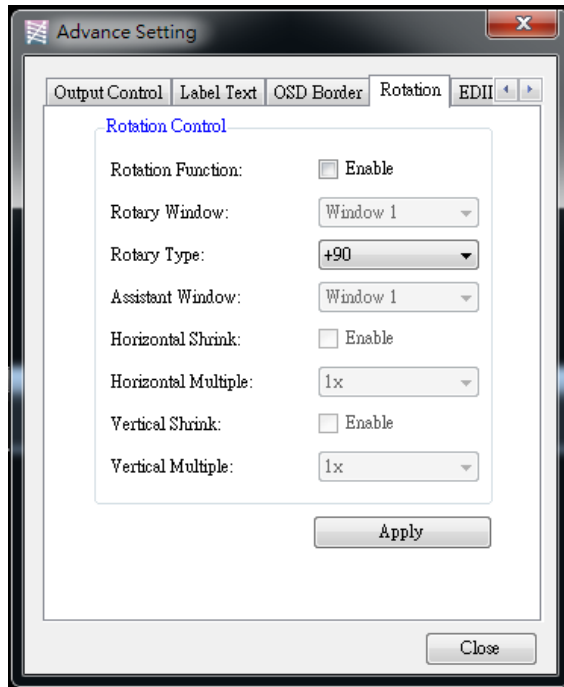 Advance Setting
Output Control Label Text OSD Border Rotation EDII
Rotation Control
Rotation Function: Enable
Rotary Window: Window 1
Rotary Type: +90
Assistant Window: Window 1
Horizontal Shrink: Enable
Horizontal Multiple: 1x
Vertical Shrink: Enable
Vertical Multiple: 1x
Apply
Close